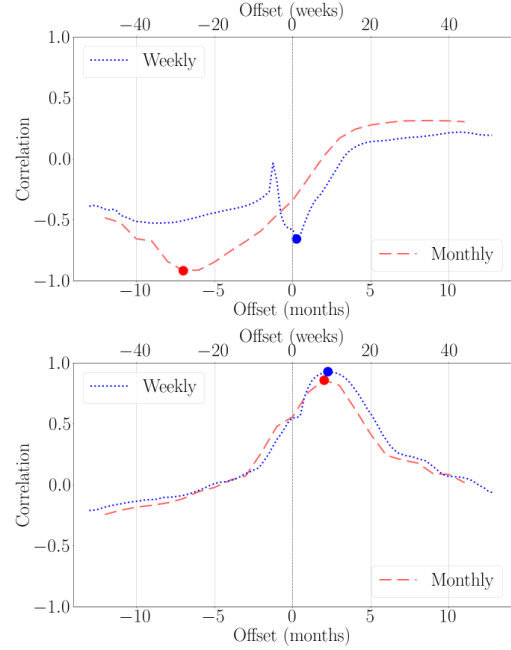 Offset (weeks)
−40 −20 0 20 40
1.0
0.5
0.0
−0.5
−1.0
Correlation
Weekly
Monthly
−10 −5 0 5 10
Offset (months)
Offset (weeks)
−40 −20 0 20 40
1.0
0.5
0.0
−0.5
−1.0
Correlation
Weekly
Monthly
−10 −5 0 5 10
Offset (months)